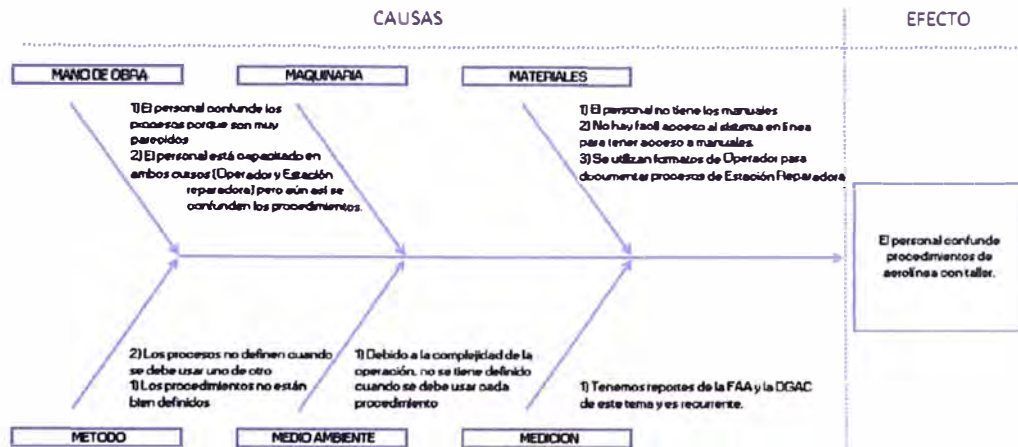 CAUSAS
EFECTO
MANO DE OBRA
MAQUINARIA
MATERIALES
1) El personal confunde los
procesos porque son muy
parecidos
2) El personal está capacitado en
ambos cursos (Operador y Estación
reparadora) pero aún así se
confunden los procedimientos.
1) El personal no tiene los manuales
2) No hay facil acceso al sistema en línea
para tener acceso a manuales.
3) Se utilizan formatos de Operador para
documentar procesos de Estación Reparadora
El personal confunde
procedimientos de
aerolínea con taller.
2) Los procesos no definen cuando
se debe usar uno de otro
1) Los procedimientos no están
bien definidos
1) Debido a la complejidad de la
operación, no se tiene definido
cuando se debe usar cada
procedimiento
1) Tenemos reportes de la FAA y la DGAC
de este tema y es recurrente.
METODO
MEDIO AMBIENTE
MEDICION